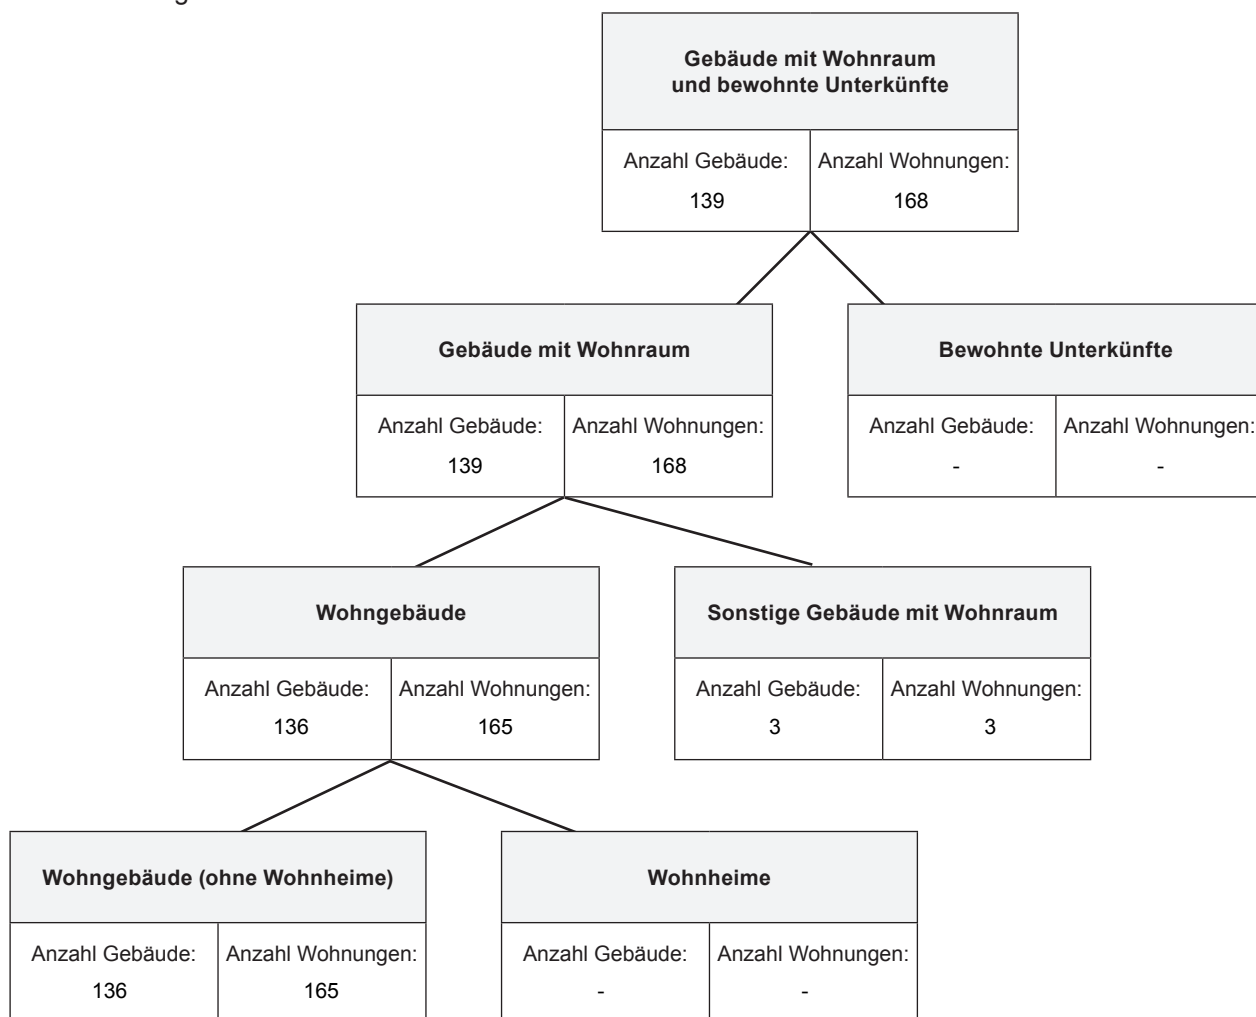 Gebäude mit Wohnraum
und bewohnte Unterkünfte
Anzahl Gebäude: Anzahl Wohnungen:
139 168
Gebäude mit Wohnraum
Anzahl Gebäude: Anzahl Wohnungen:
139 168
Bewohnte Unterkünfte
Anzahl Gebäude: Anzahl Wohnungen:
- -
Wohngebäude
Anzahl Gebäude: Anzahl Wohnungen:
136 165
Sonstige Gebäude mit Wohnraum
Anzahl Gebäude: Anzahl Wohnungen:
3 3
Wohngebäude (ohne Wohnheime)
Anzahl Gebäude: Anzahl Wohnungen:
136 165
Wohnheime
Anzahl Gebäude: Anzahl Wohnungen:
- -